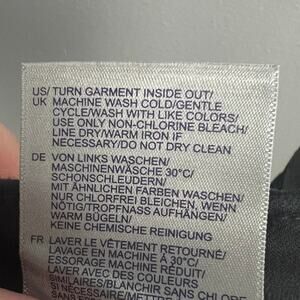 US/ TURN GARMENT INSIDE OUT/
UK MACHINE WASH COLD/GENTLE
CYCLE/WASH WITH LIKE COLORS/
USE ONLY NON-CHLORINE BLEACH/
LINE DRY/WARM IRON IF
NECESSARY/DO NOT DRY CLEAN
DE VON LINKS WASCHEN/
MASCHINENWÄSCHE 30°C/
SCHONSCHLEUDERN/
MIT ÄHNLICHEN FARBEN WASCHEN/
NUR CHLORFREI BLEICHEN, WENN
NÖTIG/TROPFNASS AUFHÄNGEN/
WARM BÜGELN/
KEINE CHEMISCHE REINIGUNG
FR LAVER LE VÊTEMENT RETOURNÉ/
LAVAGE EN MACHINE À 30°C/
ESSORAGE MACHINE RÉDUIT/
LAVER AVEC DES COULEURS
SIMILAIRES/BLANCHIR SANS CHLORE
SI NÉCESSAIRE/METTRE